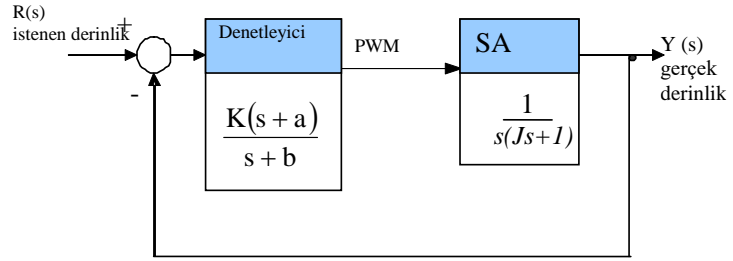 R(s)
istenen derinlik
+
-
Denetleyici
K(s + a)
s + b
PWM
SA
1
s(Js+1)
Y (s)
gerçek
derinlik